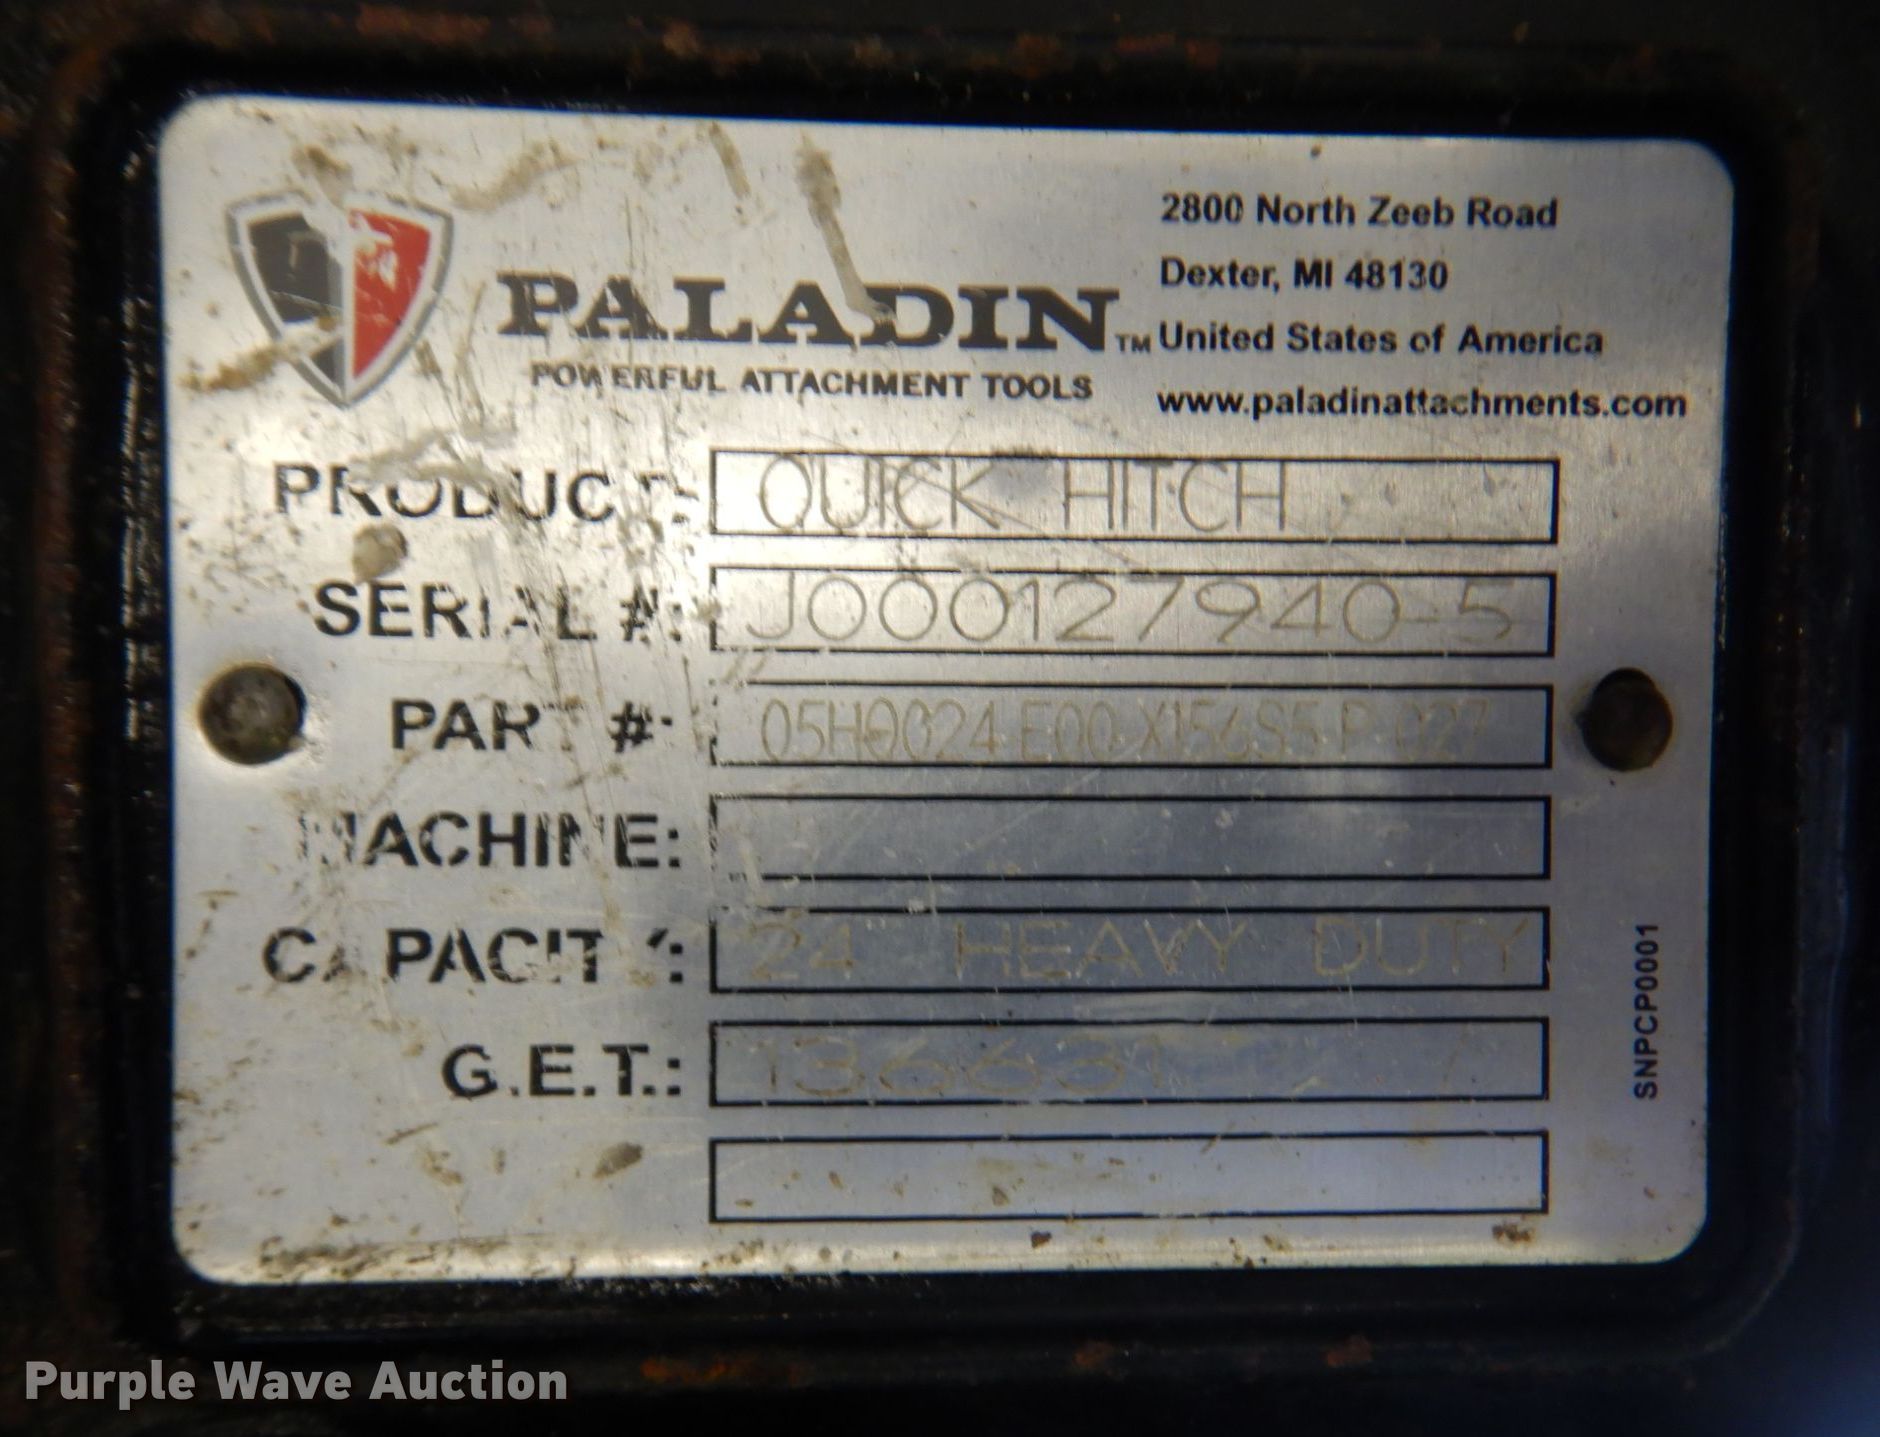 2800 North Zeeb Road
Dexter, MI 48130
PALADIN™ United States of America
POWERFUL ATTACHMENT TOOLS
www.paladinattachments.com
PRODUCT: QUICK HITCH
SERIAL #: J000127940-5
PART #: 05H0024 E00 X156S5 P 027
MACHINE:
CAPACITY: 24 HEAVY DUTY
G.E.T.: 136631
SNPCP0001
Purple Wave Auction